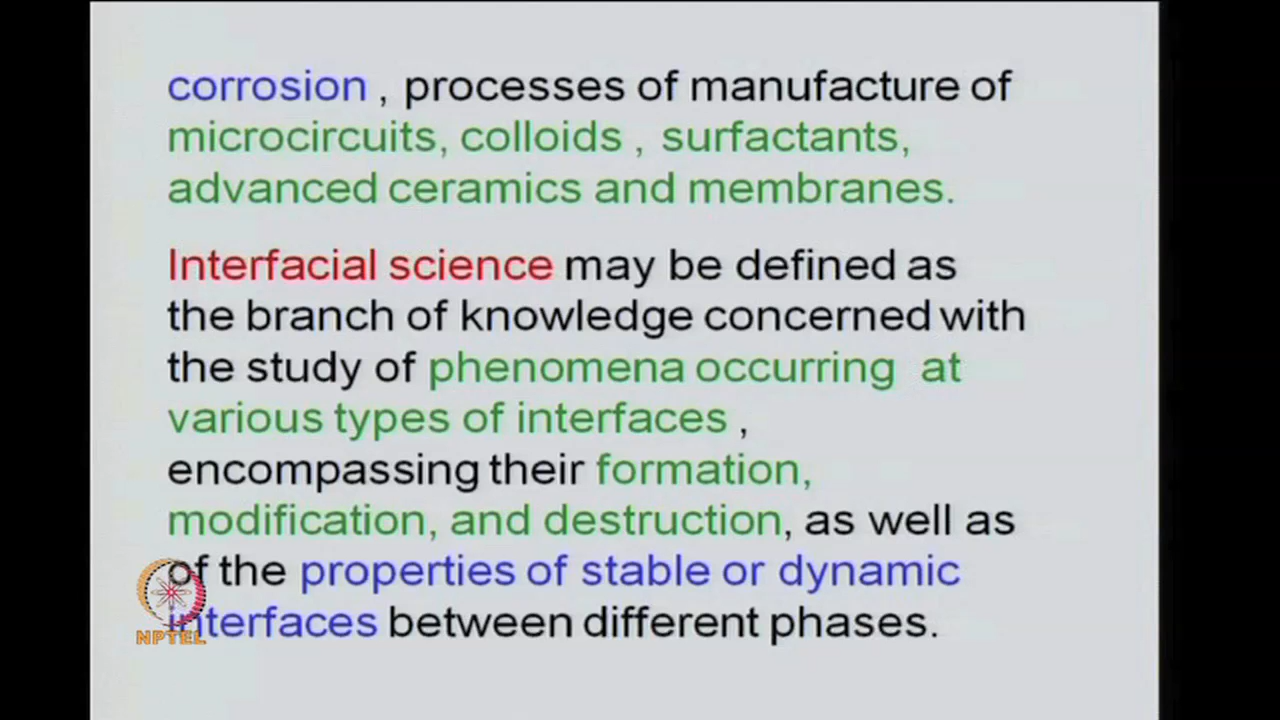 corrosion , processes of manufacture of
microcircuits, colloids , surfactants,
advanced ceramics and membranes.
Interfacial science may be defined as
the branch of knowledge concerned with
the study of phenomena occurring at
various types of interfaces ,
encompassing their formation,
modification, and destruction, as well as
of the properties of stable or dynamic
interfaces between different phases.
NPTEL